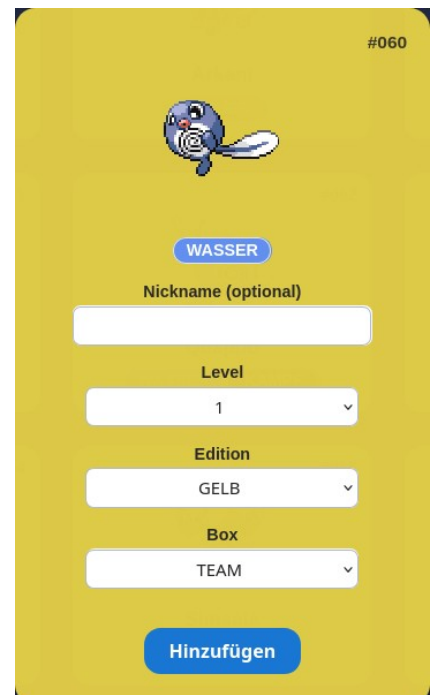 #060
WASSER
Nickname (optional)
Level
1
Edition
GELB
Box
TEAM
Hinzufügen